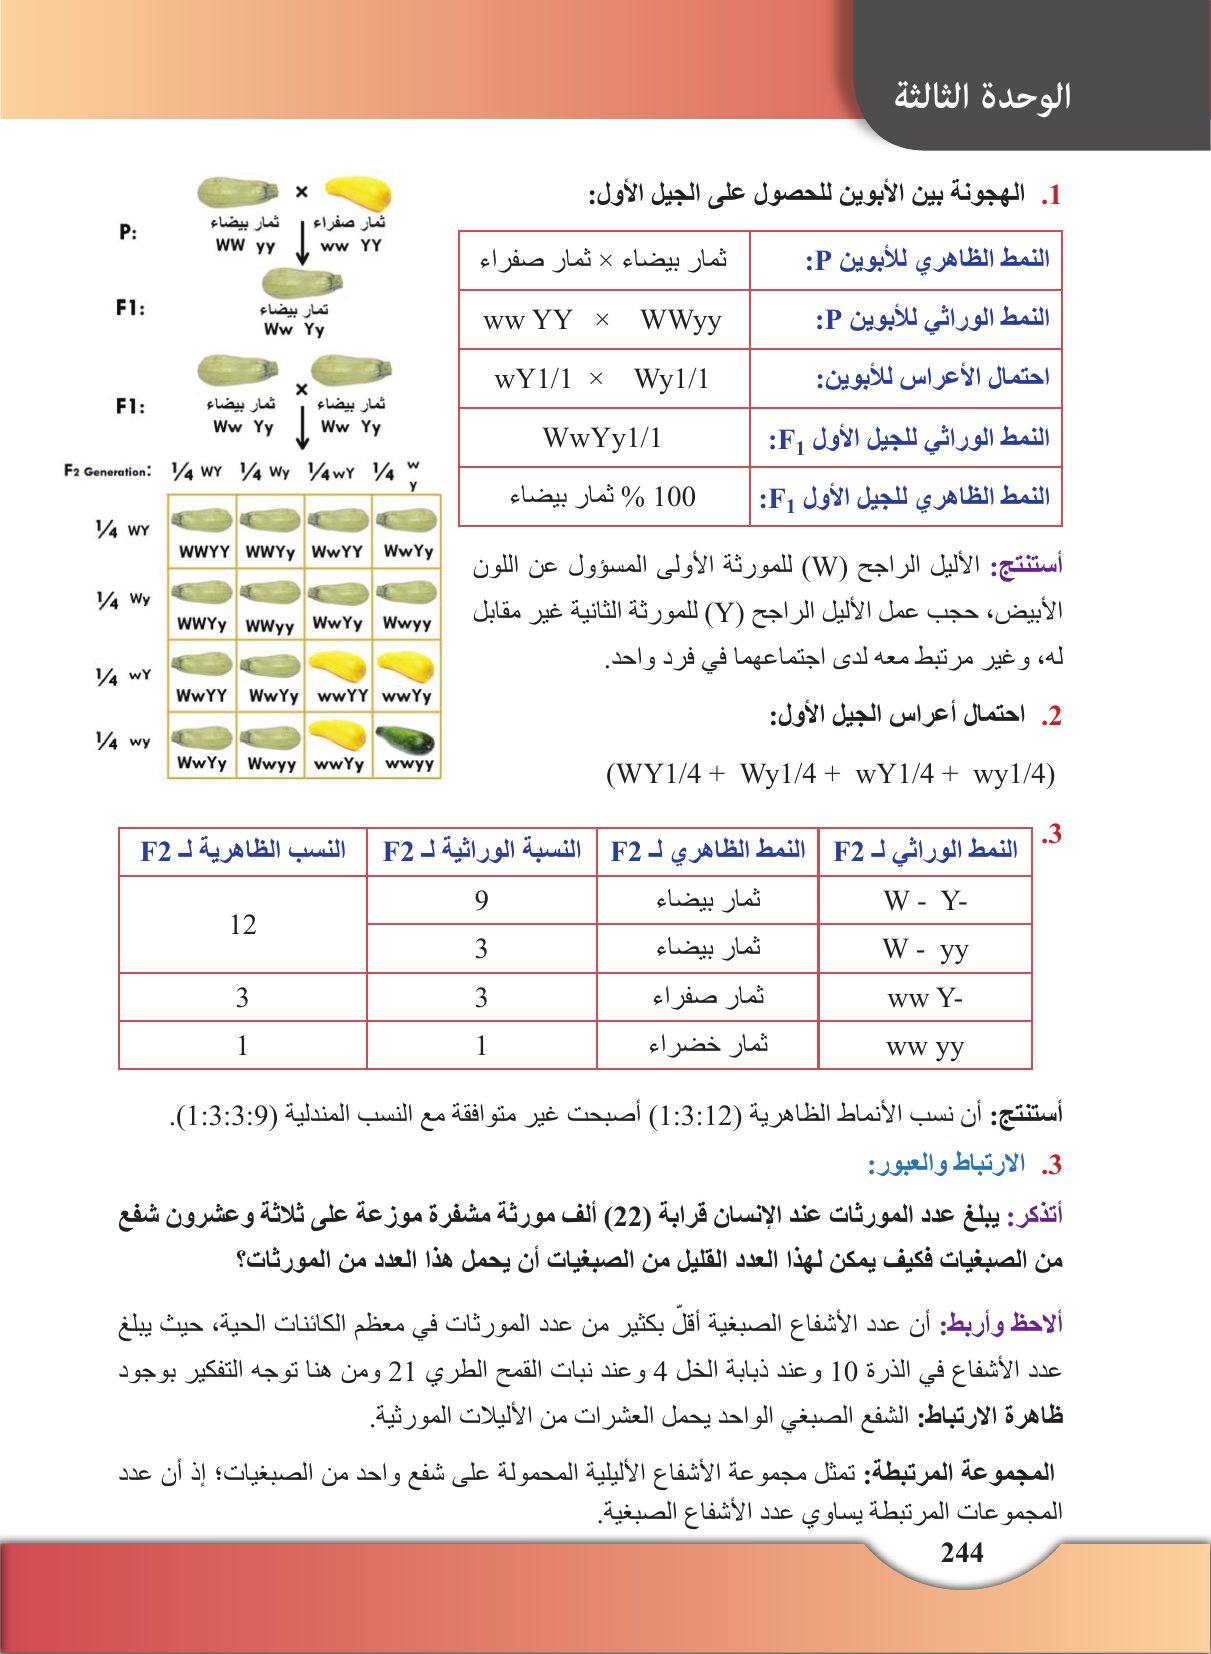 الوحدة الثالثة
1. الهجونة بين الأبوين للحصول على الجيل الأول:
النمط الظاهري للأبوين P: ثمار بيضاء × ثمار صفراء
النمط الوراثي للأبوين P: ww YY × WWyy
احتمال الأعراس للأبوين: wY1/1 × Wy1/1
النمط الوراثي للجيل الأول F1: WwYy1/1
النمط الظاهري للجيل الأول F1: 100 % ثمار بيضاء
×
P: ثمار بيضاء ثمار صفراء
WW yy ww YY
F1: ثمار بيضاء
Ww Yy
×
F1: ثمار بيضاء ثمار بيضاء
Ww Yy Ww Yy
F2 Generation: 1/4 WY 1/4 Wy 1/4 wY 1/4 w y
1/4 WY WWYY WWYy WwYY WwYy
1/4 Wy WWYy WWyy WwYy Wwyy
1/4 wY WwYY WwYy wwYY wwYy
1/4 wy WwYy Wwyy wwYy wwyy
أستنتج: الأليل الراجح (W) للمورثة الأولى المسؤول عن اللون
الأبيض، حجب عمل الأليل الراجح (Y) للمورثة الثانية غير مقابل
له، وغير مرتبط معه لدى اجتماعهما في فرد واحد.
2. احتمال أعراس الجيل الأول:
(WY1/4 + Wy1/4 + wY1/4 + wy1/4)
3.
النمط الوراثي لـ F2 النمط الظاهري لـ F2 النسبة الوراثية لـ F2 النسب الظاهرية لـ F2
W - Y- ثمار بيضاء 9 12
W - yy ثمار بيضاء 3
ww Y- ثمار صفراء 3 3
ww yy ثمار خضراء 1 1
أستنتج: أن نسب الأنماط الظاهرية (1:3:12) أصبحت غير متوافقة مع النسب المندلية (1:3:3:9).
3. الارتباط والعبور:
أتذكر: يبلغ عدد المورثات عند الإنسان قرابة (22) ألف مورثة مشفرة موزعة على ثلاثة وعشرون شفع
من الصبغيات فكيف يمكن لهذا العدد القليل من الصبغيات أن يحمل هذا العدد من المورثات؟
ألاحظ وأربط: أن عدد الأشفاع الصبغية أقلّ بكثير من عدد المورثات في معظم الكائنات الحية، حيث يبلغ
عدد الأشفاع في الذرة 10 وعند ذبابة الخل 4 وعند نبات القمح الطري 21 ومن هنا توجه التفكير بوجود
ظاهرة الارتباط: الشفع الصبغي الواحد يحمل العشرات من الأليلات المورثية.
المجموعة المرتبطة: تمثل مجموعة الأشفاع الأليلية المحمولة على شفع واحد من الصبغيات؛ إذ أن عدد
المجموعات المرتبطة يساوي عدد الأشفاع الصبغية.
244